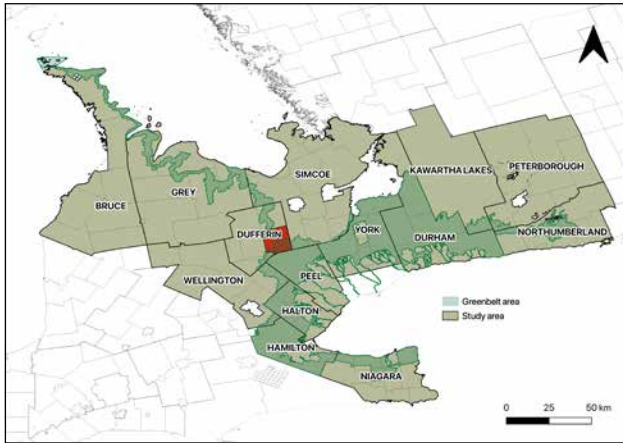 SIMCOE
KAWARTHA LAKES
PETERBOROUGH
GREY
BRUCE
DUFFERIN
YORK
DURHAM
NORTHUMBERLAND
WELLINGTON
PEEL
HALTON
Greenbelt area
Study area
HAMILTON
NIAGARA
0 25 50 km